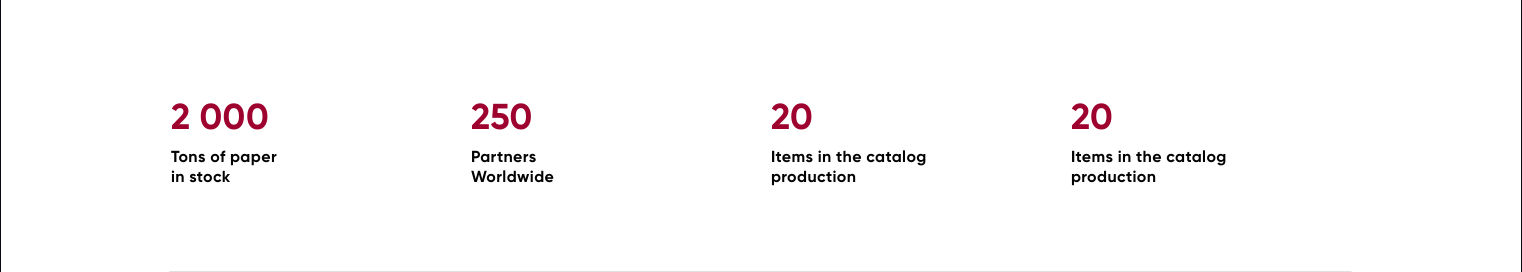 2 000
Tons of paper
in stock
250
Partners
Worldwide
20
Items in the catalog
production
20
Items in the catalog
production